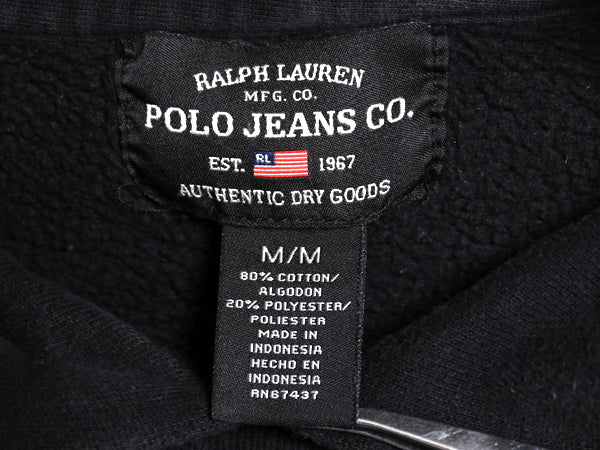 RALPH LAUREN
MFG. CO.
POLO JEANS CO.
EST. RL 1967
AUTHENTIC DRY GOODS
M/M
80% COTTON/
ALGODON
20% POLYESTER/
POLIESTER
MADE IN
INDONESIA
HECHO EN
INDONESIA
RN67437